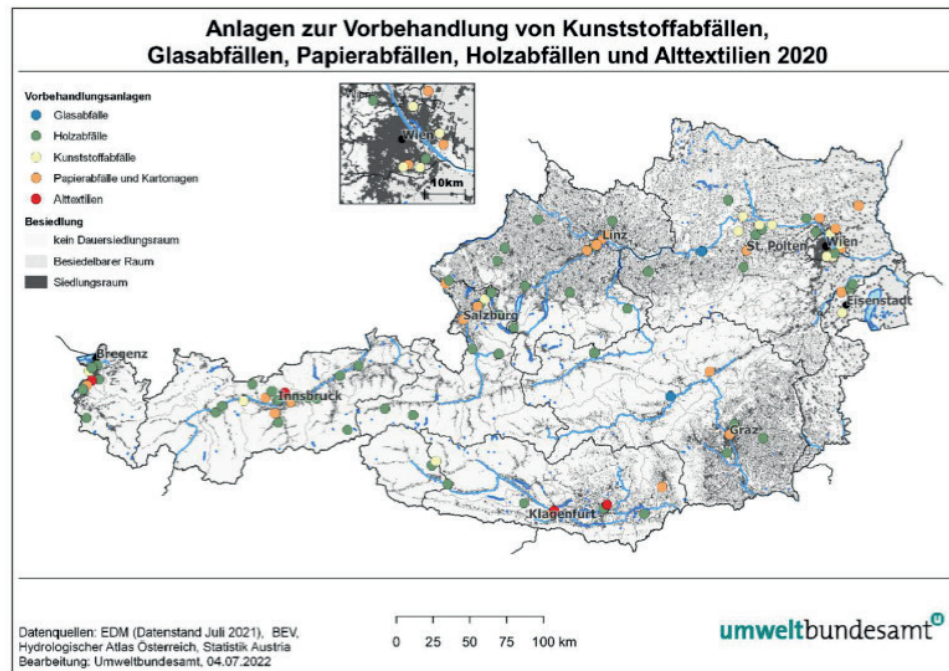 Anlagen zur Vorbehandlung von Kunststoffabfällen,
Glasabfällen, Papierabfällen, Holzabfällen und Alttextilien 2020
Vorbehandlungsanlagen
Glasabfälle
Holzabfälle
Kunststoffabfälle
Papierabfälle und Kartonagen
Alttextilien
Besiedlung
kein Dauersiedlungsraum
Besiedelbarer Raum
Siedlungsraum
Wien
10km
Linz
St. Pölten
Wien
Eisenstadt
Salzburg
Bregenz
Innsbruck
Graz
Klagenfurt
Datenquellen: EDM (Datenstand Juli 2021), BEV,
Hydrologischer Atlas Österreich, Statistik Austria
Bearbeitung: Umweltbundesamt, 04.07.2022
0 25 50 100 km
umweltbundesamt